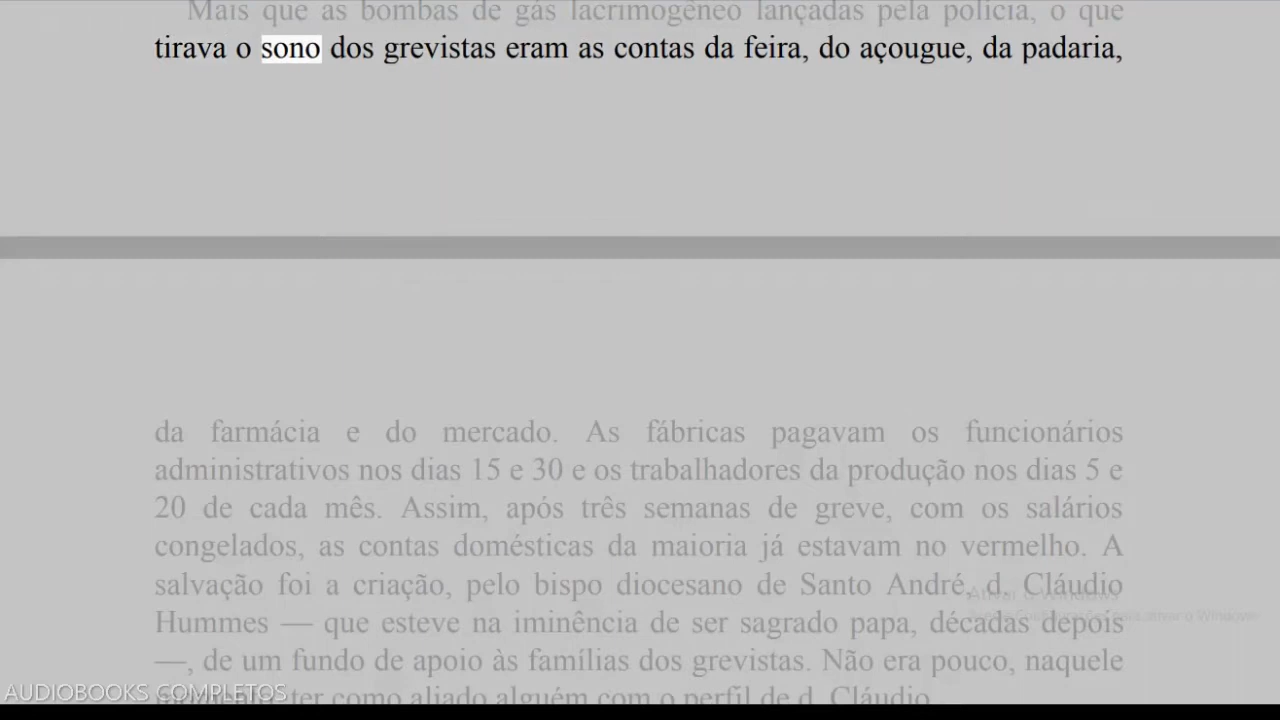 Mais que as bombas de gás lacrimogêneo lançadas pela polícia, o que
tirava o sono dos grevistas eram as contas da feira, do açougue, da padaria,
da farmácia e do mercado. As fábricas pagavam os funcionários
administrativos nos dias 15 e 30 e os trabalhadores da produção nos dias 5 e
20 de cada mês. Assim, após três semanas de greve, com os salários
congelados, as contas domésticas da maioria já estavam no vermelho. A
salvação foi a criação, pelo bispo diocesano de Santo André, d. Cláudio
Ativar o Windows
Hummes — que esteve na iminência de ser sagrado papa, décadas depois
—, de um fundo de apoio às famílias dos grevistas. Não era pouco, naquele
AUDIOBOOKS COMPLETOS
ter como aliado alguém com o perfil de d. Cláudio